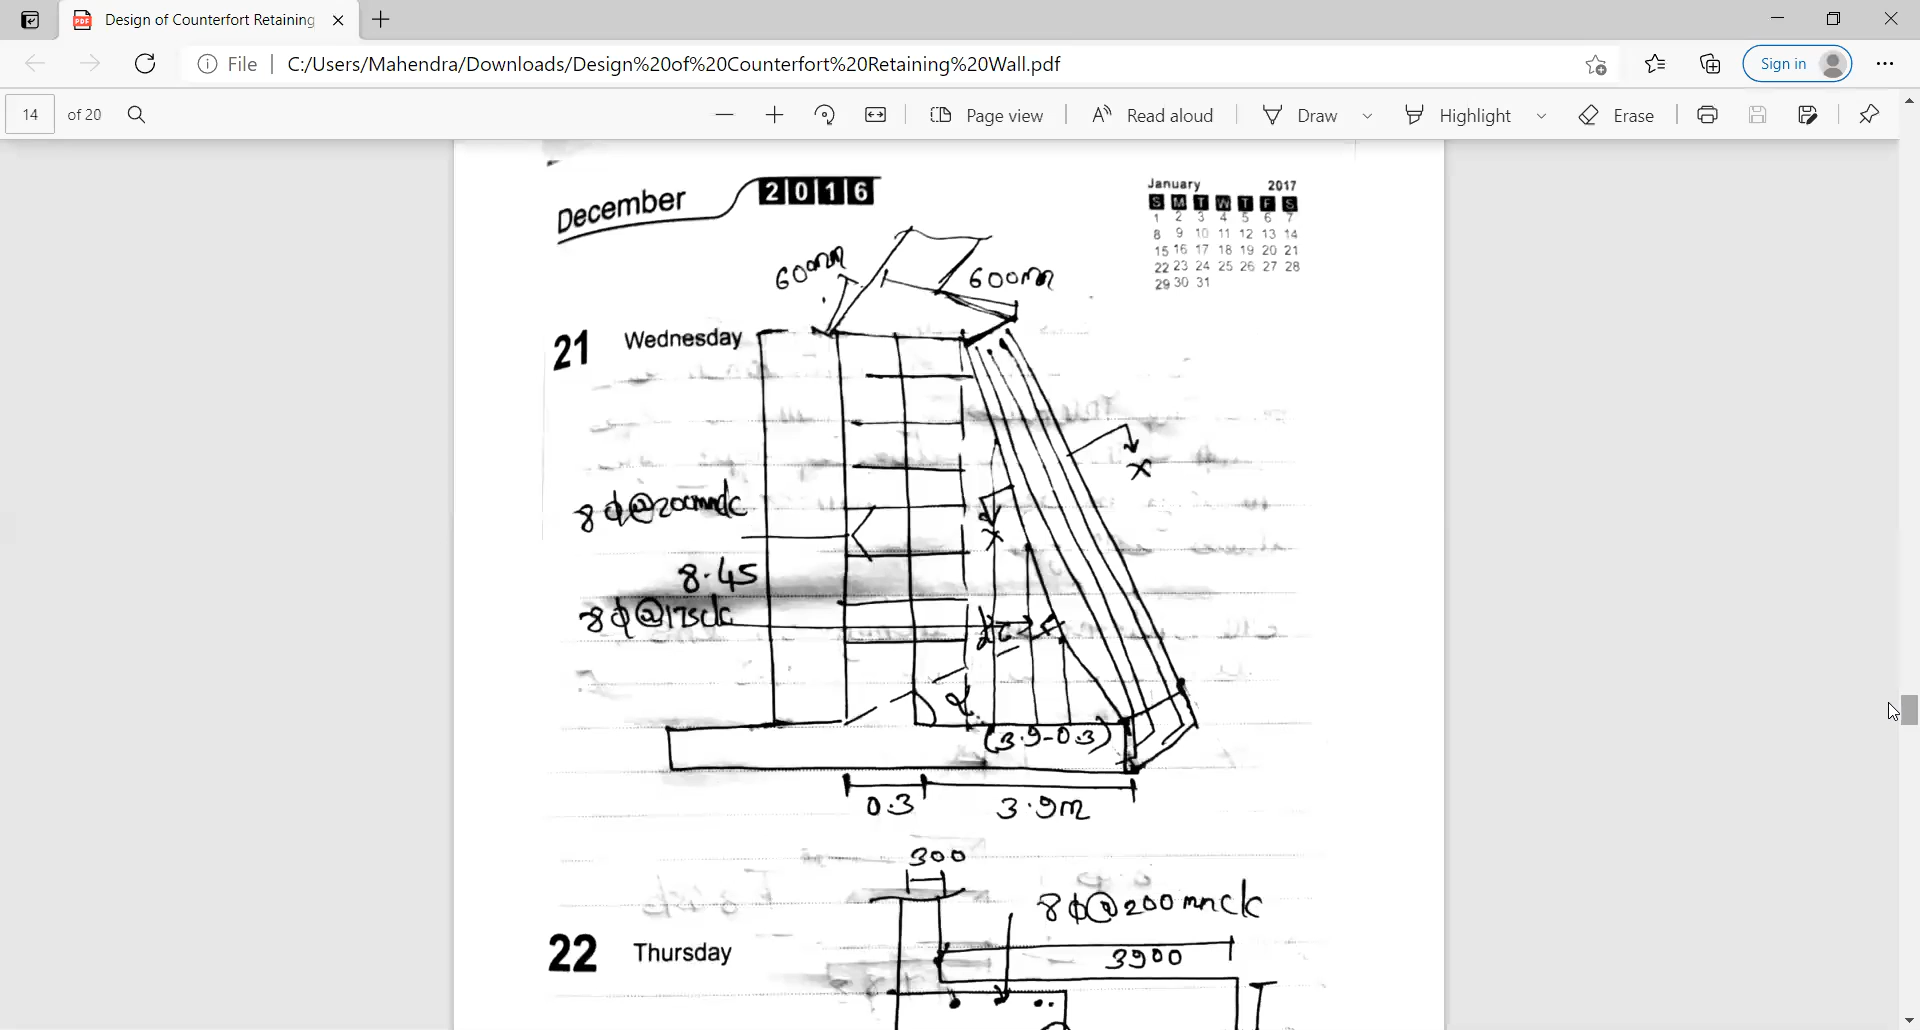 Design of Counterfort Retaining
File C:/Users/Mahendra/Downloads/Design%20of%20Counterfort%20Retaining%20Wall.pdf
Sign in
14 of 20
Page view
Read aloud
Draw
Highlight
Erase
December 2016
January 2017
S M T W T F S
1 2 3 4 5 6 7
8 9 10 11 12 13 14
15 16 17 18 19 20 21
22 23 24 25 26 27 28
29 30 31
600mm
600mm
21 Wednesday
x
8ϕ@200mmc/c
x
8.45
8ϕ@175c/c
α
(3.9-0.3)
0.3
3.9m
300
8ϕ@200mmc/c
22 Thursday
3900